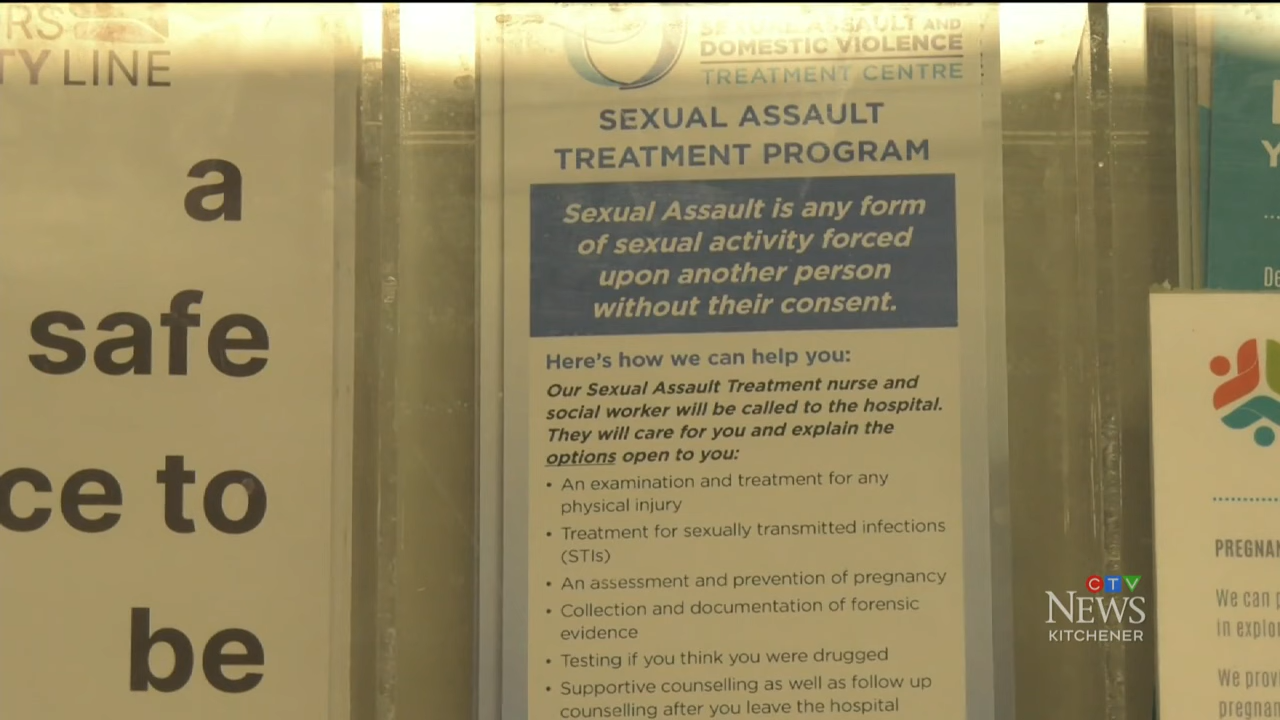 RS
TY LINE
a
safe
ce to
be
SEXUAL ASSAULT AND
DOMESTIC VIOLENCE
TREATMENT CENTRE
SEXUAL ASSAULT
TREATMENT PROGRAM
Sexual Assault is any form
of sexual activity forced
upon another person
without their consent.
Here's how we can help you:
Our Sexual Assault Treatment nurse and
social worker will be called to the hospital.
They will care for you and explain the
options open to you:
• An examination and treatment for any
physical injury
• Treatment for sexually transmitted infections
(STIs)
• An assessment and prevention of pregnancy
• Collection and documentation of forensic
evidence
• Testing if you think you were drugged
• Supportive counselling as well as follow up
counselling after you leave the hospital
Y
De
PREGNAN
We can p
in explor
We provi
pregnan
CTV
NEWS
KITCHENER